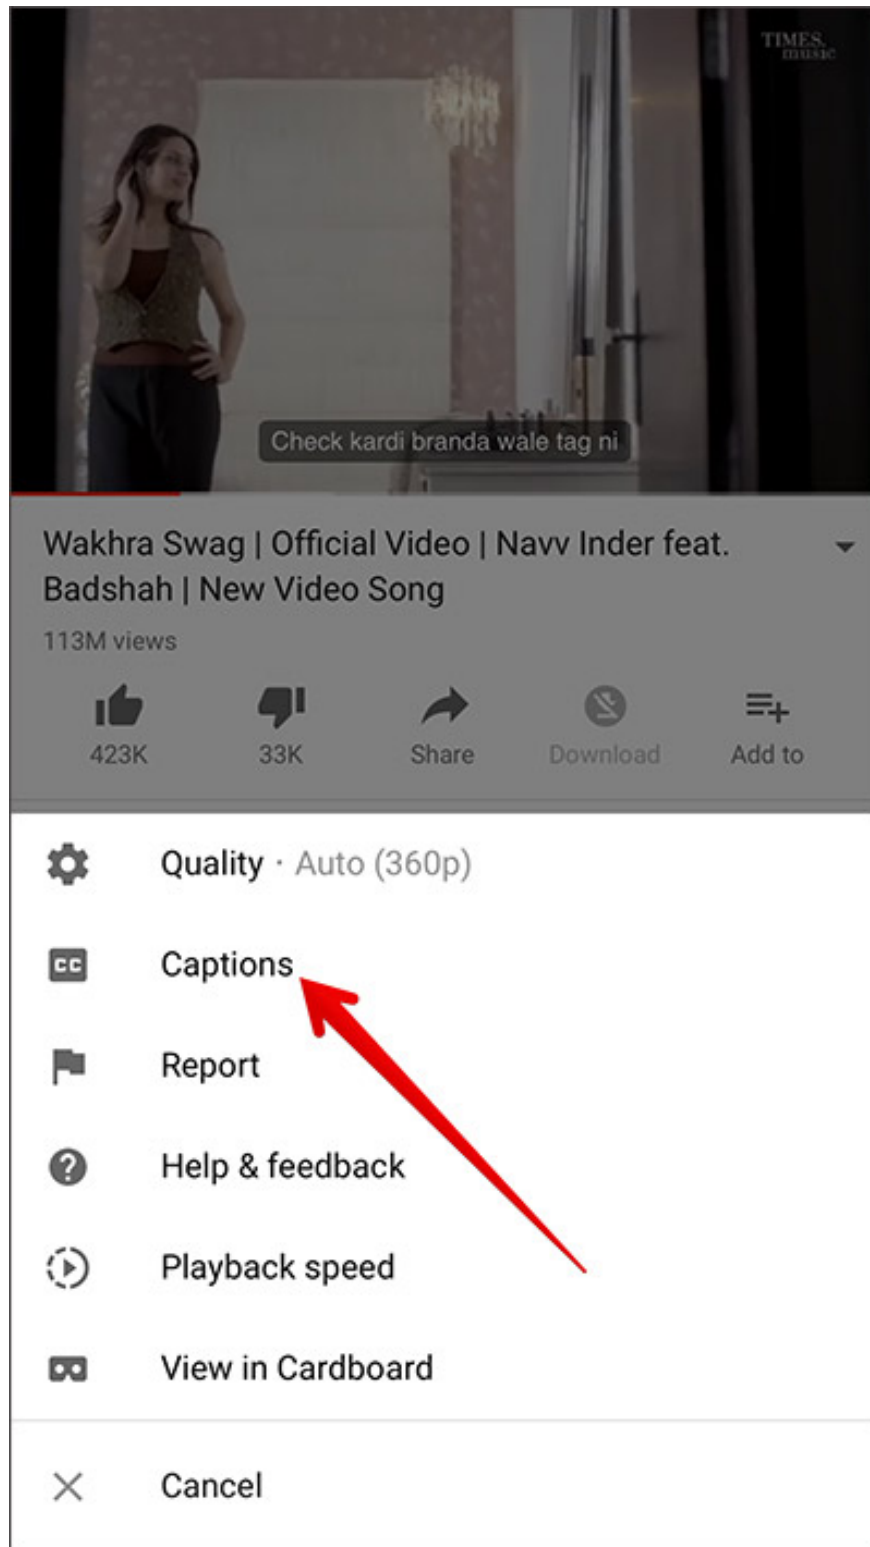 TIMES.
music
Check kardi branda wale tag ni
Wakhra Swag | Official Video | Navv Inder feat.
Badshah | New Video Song
113M views
423K
33K
Share
Download
Add to
Quality · Auto (360p)
CC
Captions
Report
Help & feedback
Playback speed
View in Cardboard
Cancel